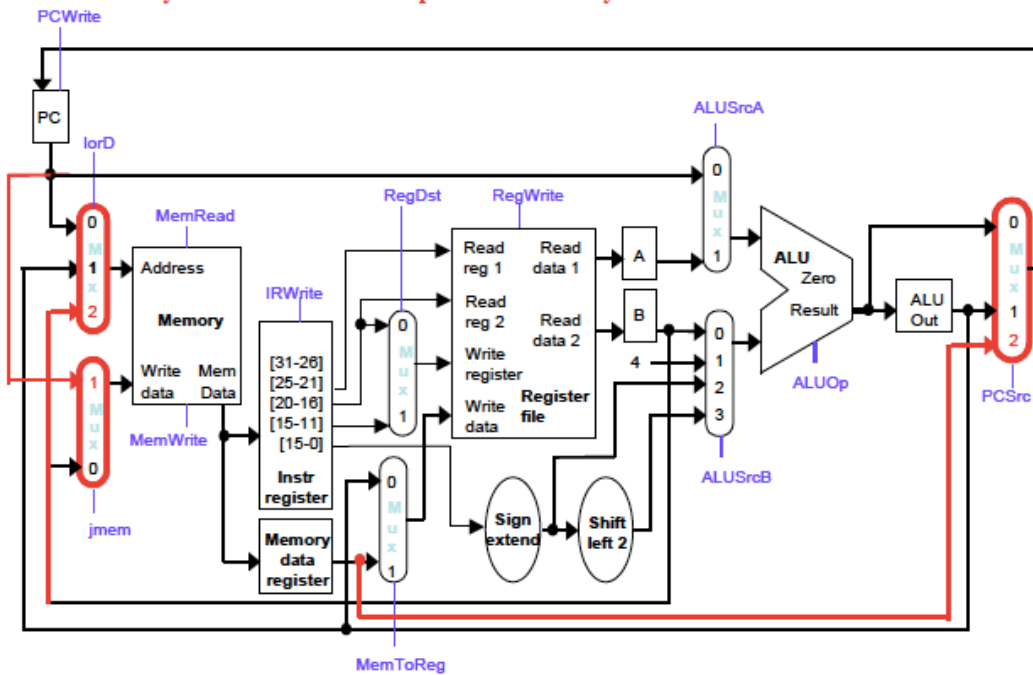 PCWrite
PC
IorD
0
M
u
x
1
2
MemRead
Address
Memory
Write
data
Mem
Data
MemWrite
1
M
u
x
0
jmem
IRWrite
[31-26]
[25-21]
[20-16]
[15-11]
[15-0]
Instr
register
Memory
data
register
RegDst
0
M
u
x
1
0
M
u
x
1
MemToReg
RegWrite
Read
reg 1
Read
data 1
Read
reg 2
Read
data 2
Write
register
Write
data
Register
file
Sign
extend
Shift
left 2
A
B
4
ALUSrcA
0
M
u
x
1
0
1
2
3
ALUSrcB
ALU
Zero
Result
ALUOp
ALU
Out
0
M
u
x
1
2
PCSrc